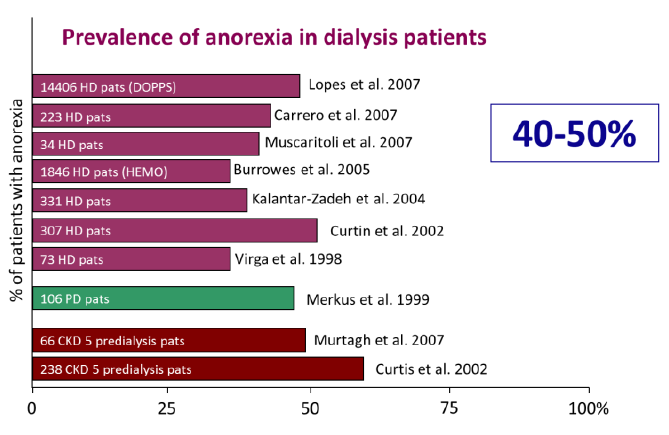 Prevalence of anorexia in dialysis patients
14406 HD pats (DOPPS) Lopes et al. 2007
223 HD pats Carrero et al. 2007
34 HD pats Muscaritoli et al. 2007
1846 HD pats (HEMO) Burrowes et al. 2005
331 HD pats Kalantar-Zadeh et al. 2004
307 HD pats Curtin et al. 2002
73 HD pats Virga et al. 1998
106 PD pats Merkus et al. 1999
66 CKD 5 predialysis pats Murtagh et al. 2007
238 CKD 5 predialysis pats Curtis et al. 2002
40-50%
% of patients with anorexia
0 25 50 75 100%